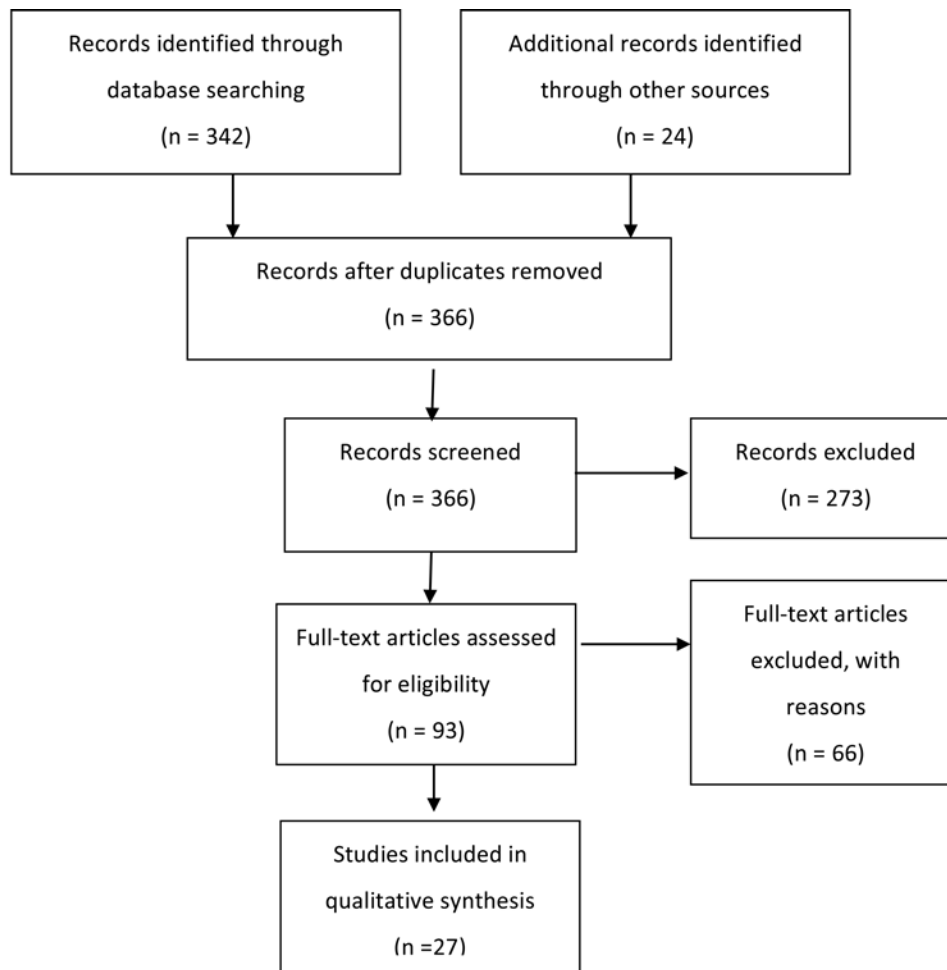 Records identified through
database searching
(n = 342)
Additional records identified
through other sources
(n = 24)
Records after duplicates removed
(n = 366)
Records screened
(n = 366)
Records excluded
(n = 273)
Full-text articles assessed
for eligibility
(n = 93)
Full-text articles
excluded, with
reasons
(n = 66)
Studies included in
qualitative synthesis
(n =27)